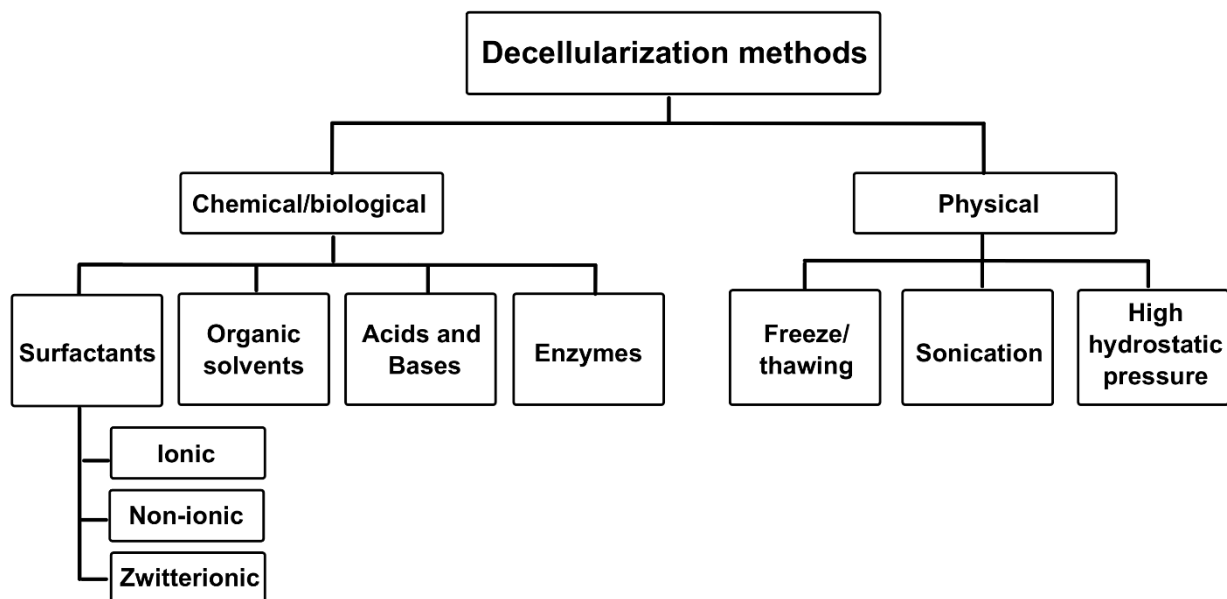 Decellularization methods
Chemical/biological
Physical
Surfactants
Organic
solvents
Acids and
Bases
Enzymes
Freeze/
thawing
Sonication
High
hydrostatic
pressure
Ionic
Non-ionic
Zwitterionic